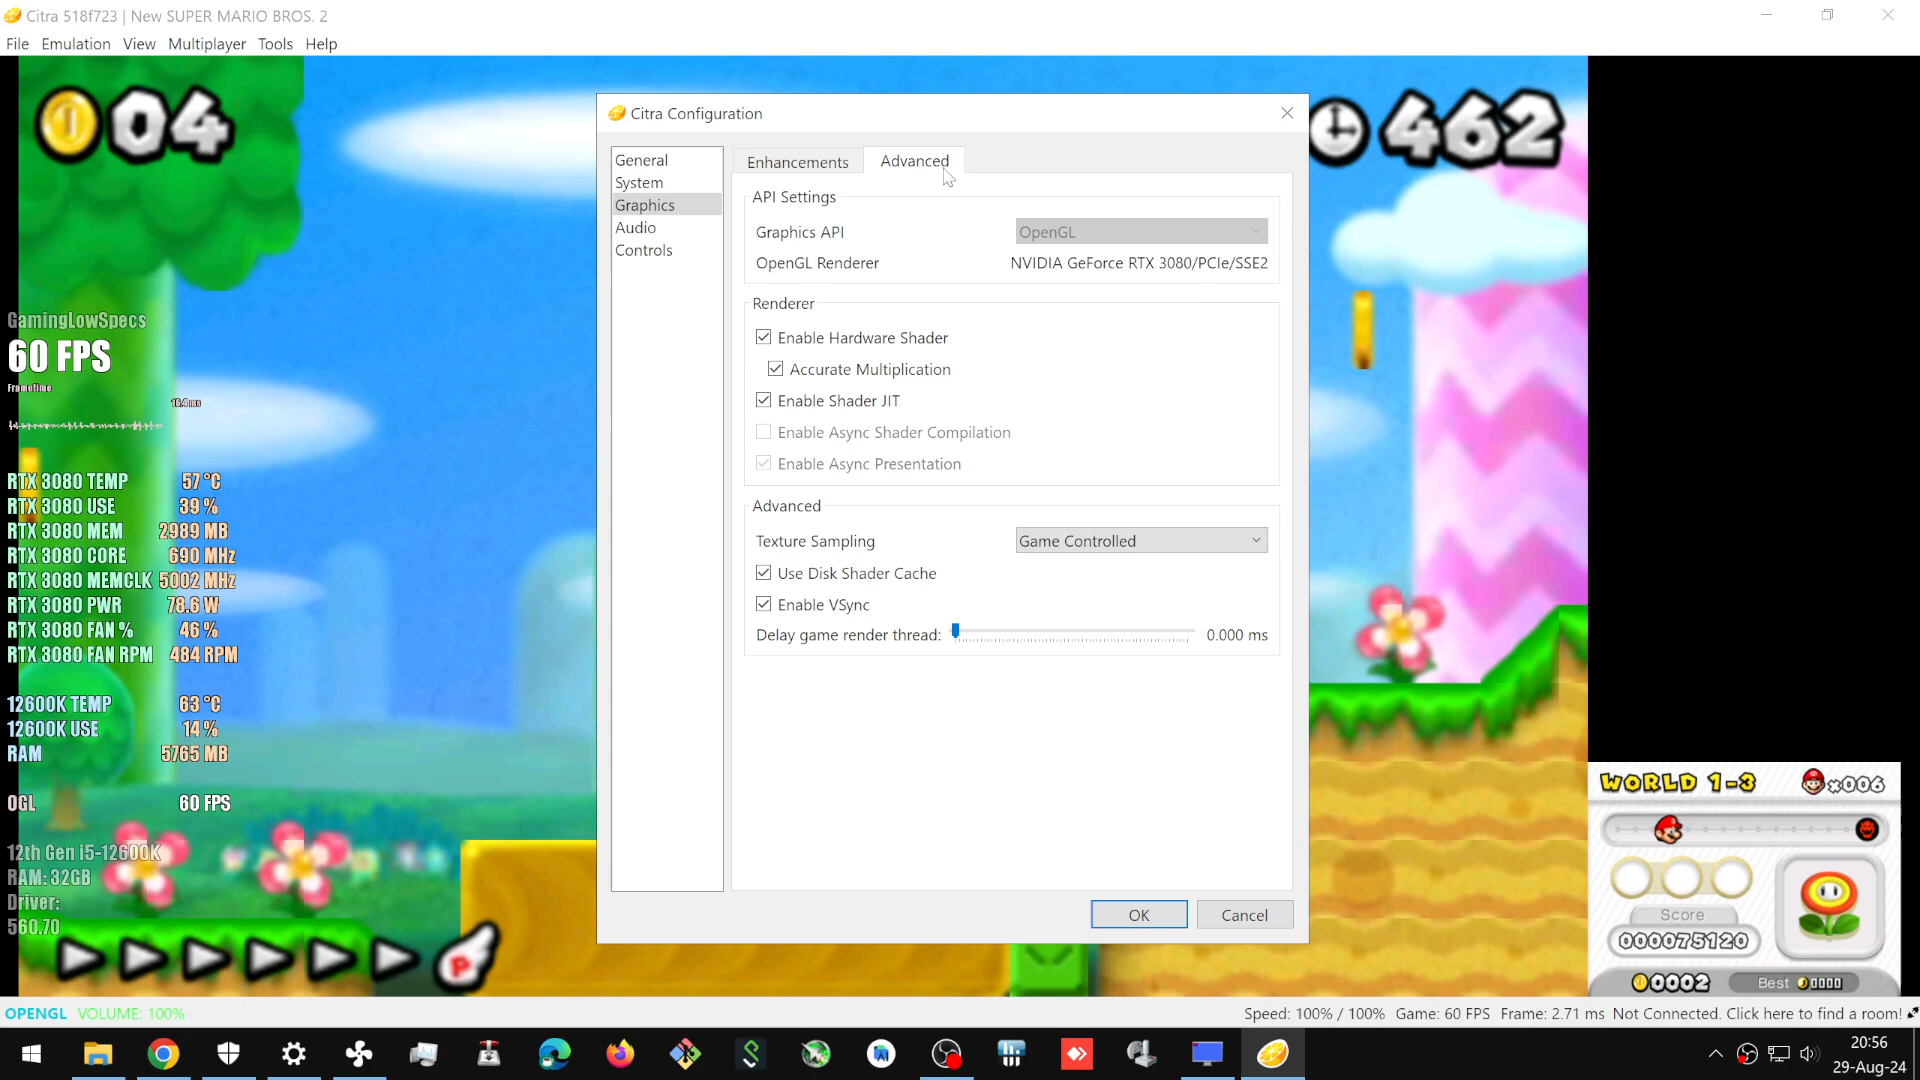 Citra 518f723 | New SUPER MARIO BROS. 2
File Emulation View Multiplayer Tools Help
04
462
GamingLowSpecs
60 FPS
Frametime
16.4 ms
RTX 3080 TEMP 57 °C
RTX 3080 USE 39 %
RTX 3080 MEM 2989 MB
RTX 3080 CORE 690 MHz
RTX 3080 MEMCLK 5002 MHz
RTX 3080 PWR 78.6 W
RTX 3080 FAN % 46 %
RTX 3080 FAN RPM 484 RPM
12600K TEMP 63 °C
12600K USE 14 %
RAM 5765 MB
OGL 60 FPS
12th Gen i5-12600K
RAM: 32GB
Driver:
560.70
P
Citra Configuration
General
System
Graphics
Audio
Controls
Enhancements Advanced
API Settings
Graphics API OpenGL
OpenGL Renderer NVIDIA GeForce RTX 3080/PCIe/SSE2
Renderer
Enable Hardware Shader
Accurate Multiplication
Enable Shader JIT
Enable Async Shader Compilation
Enable Async Presentation
Advanced
Texture Sampling Game Controlled
Use Disk Shader Cache
Enable VSync
Delay game render thread: 0.000 ms
OK Cancel
WORLD 1-3 x006
Score
000075120
0002 Best 0000
OPENGL VOLUME: 100%
Speed: 100% / 100% Game: 60 FPS Frame: 2.71 ms Not Connected. Click here to find a room!
20:56
29-Aug-24